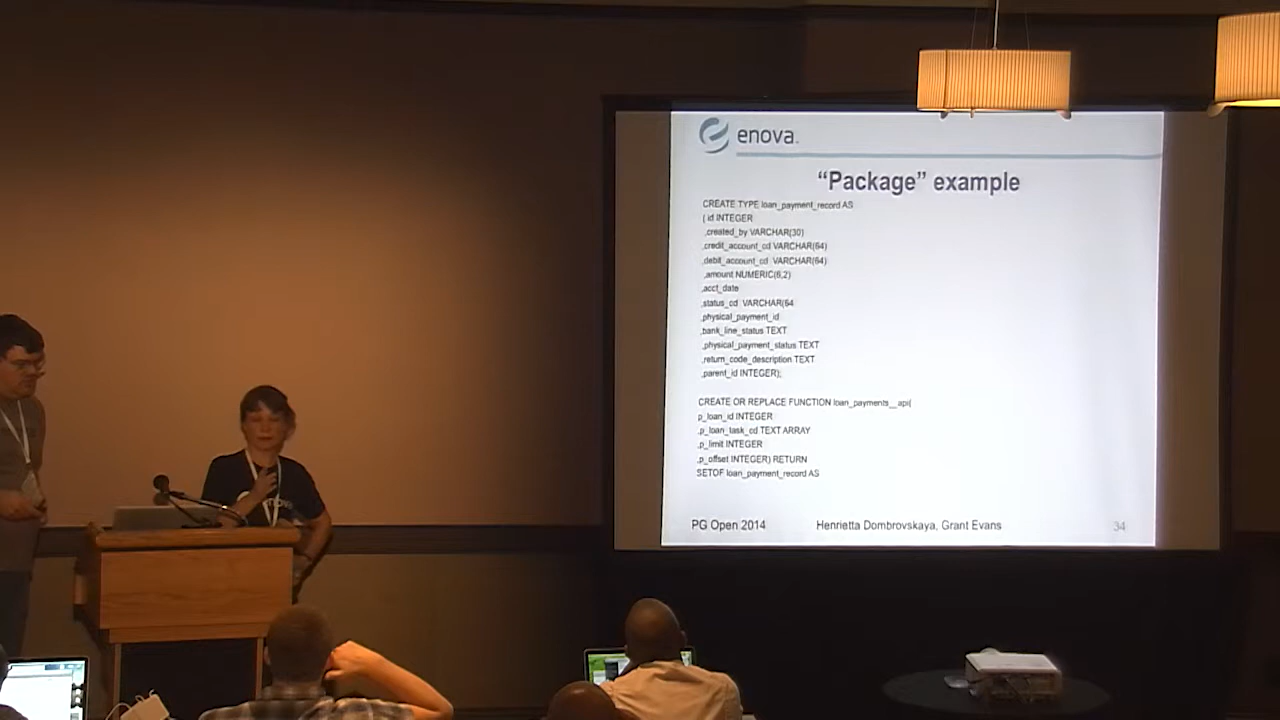 enova
“Package” example
CREATE TYPE loan_payment_record AS
( id INTEGER
,created_by VARCHAR(30)
,credit_account_cd VARCHAR(64)
,debit_account_cd VARCHAR(64)
,amount NUMERIC(6,2)
,acct_date
,status_cd VARCHAR(64
,physical_payment_id
,bank_line_status TEXT
,physical_payment_status TEXT
,return_code_description TEXT
,parent_id INTEGER);
CREATE OR REPLACE FUNCTION loan_payments__api(
p_loan_id INTEGER
,p_loan_task_cd TEXT ARRAY
,p_limit INTEGER
,p_offset INTEGER) RETURN
SETOF loan_payment_record AS
PG Open 2014 Henrietta Dombrovskaya, Grant Evans 34